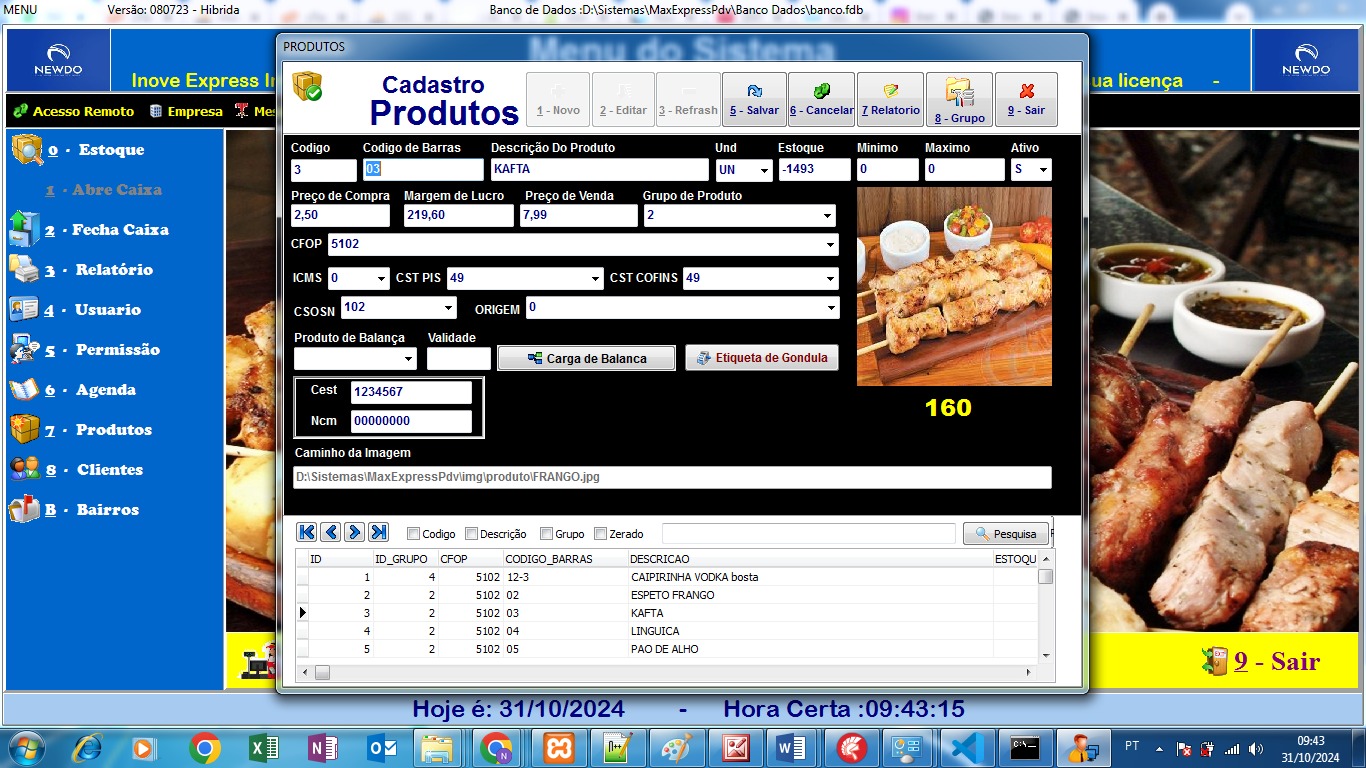 MENU Versão: 080723 - Hibrida Banco de Dados :D:\Sistemas\MaxExpressPdv\Banco Dados\banco.fdb
Menu do Sistema
NEWDO
NEWDO
Inove Express In
ua licença -
Acesso Remoto Empresa Mes
0 - Estoque
1 - Abre Caixa
2 - Fecha Caixa
3 - Relatório
4 - Usuario
5 - Permissão
6 - Agenda
7 - Produtos
8 - Clientes
B - Bairros
PRODUTOS
Cadastro
Produtos
1 - Novo 2 - Editar 3 - Refrash 5 - Salvar 6 - Cancelar 7 Relatorio 8 - Grupo 9 - Sair
Codigo Codigo de Barras Descrição Do Produto Und Estoque Minimo Maximo Ativo
3 03 KAFTA UN -1493 0 0 S
Preço de Compra Margem de Lucro Preço de Venda Grupo de Produto
2,50 219,60 7,99 2
CFOP 5102
ICMS 0 CST PIS 49 CST COFINS 49
CSOSN 102 ORIGEM 0
Produto de Balança Validade
Carga de Balanca Etiqueta de Gondula
Cest 1234567
Ncm 00000000
160
Caminho da Imagem
D:\Sistemas\MaxExpressPdv\img\produto\FRANGO.jpg
Codigo Descrição Grupo Zerado Pesquisa
ID ID_GRUPO CFOP CODIGO_BARRAS DESCRICAO ESTOQU
1 4 5102 12-3 CAIPIRINHA VODKA bosta
2 2 5102 02 ESPETO FRANGO
3 2 5102 03 KAFTA
4 2 5102 04 LINGUICA
5 2 5102 05 PAO DE ALHO
9 - Sair
Hoje é: 31/10/2024 - Hora Certa :09:43:15
PT 09:43
31/10/2024